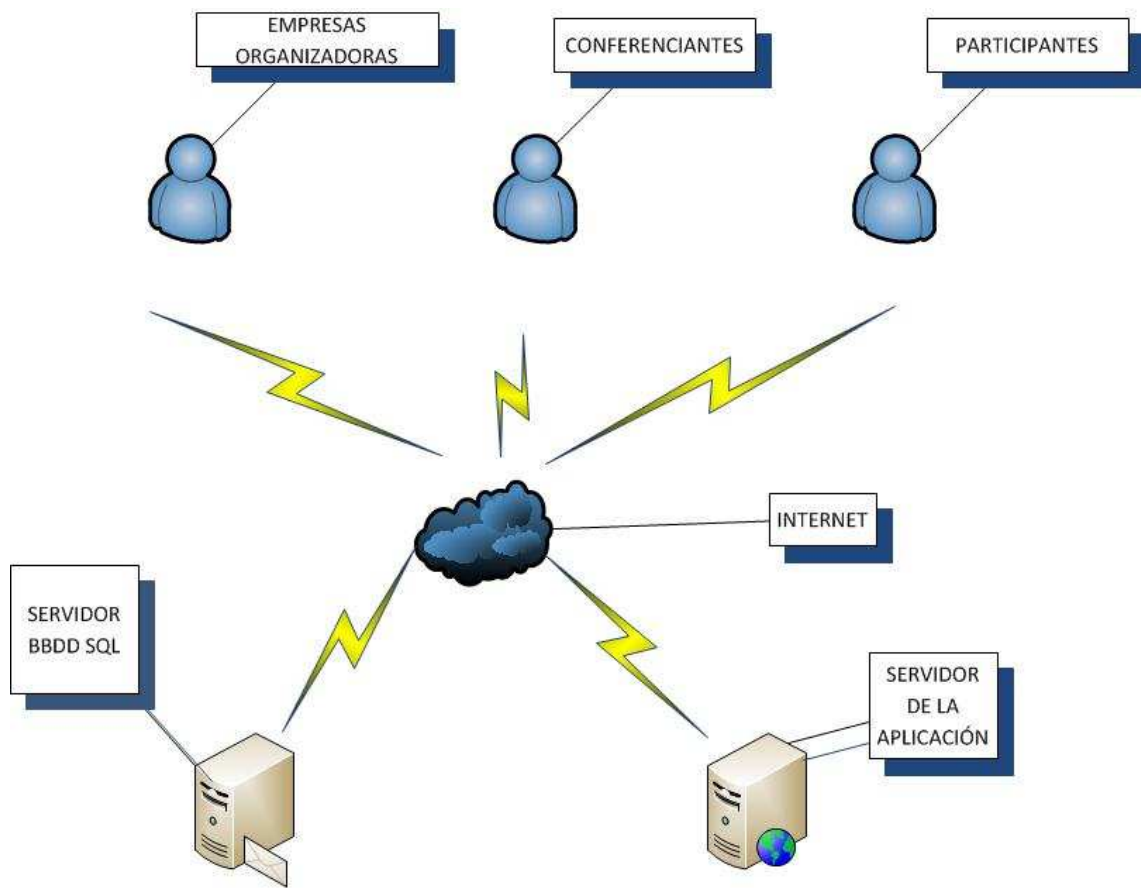 EMPRESAS
ORGANIZADORAS
CONFERENCIANTES
PARTICIPANTES
INTERNET
SERVIDOR
BBDD SQL
SERVIDOR
DE LA
APLICACIÓN